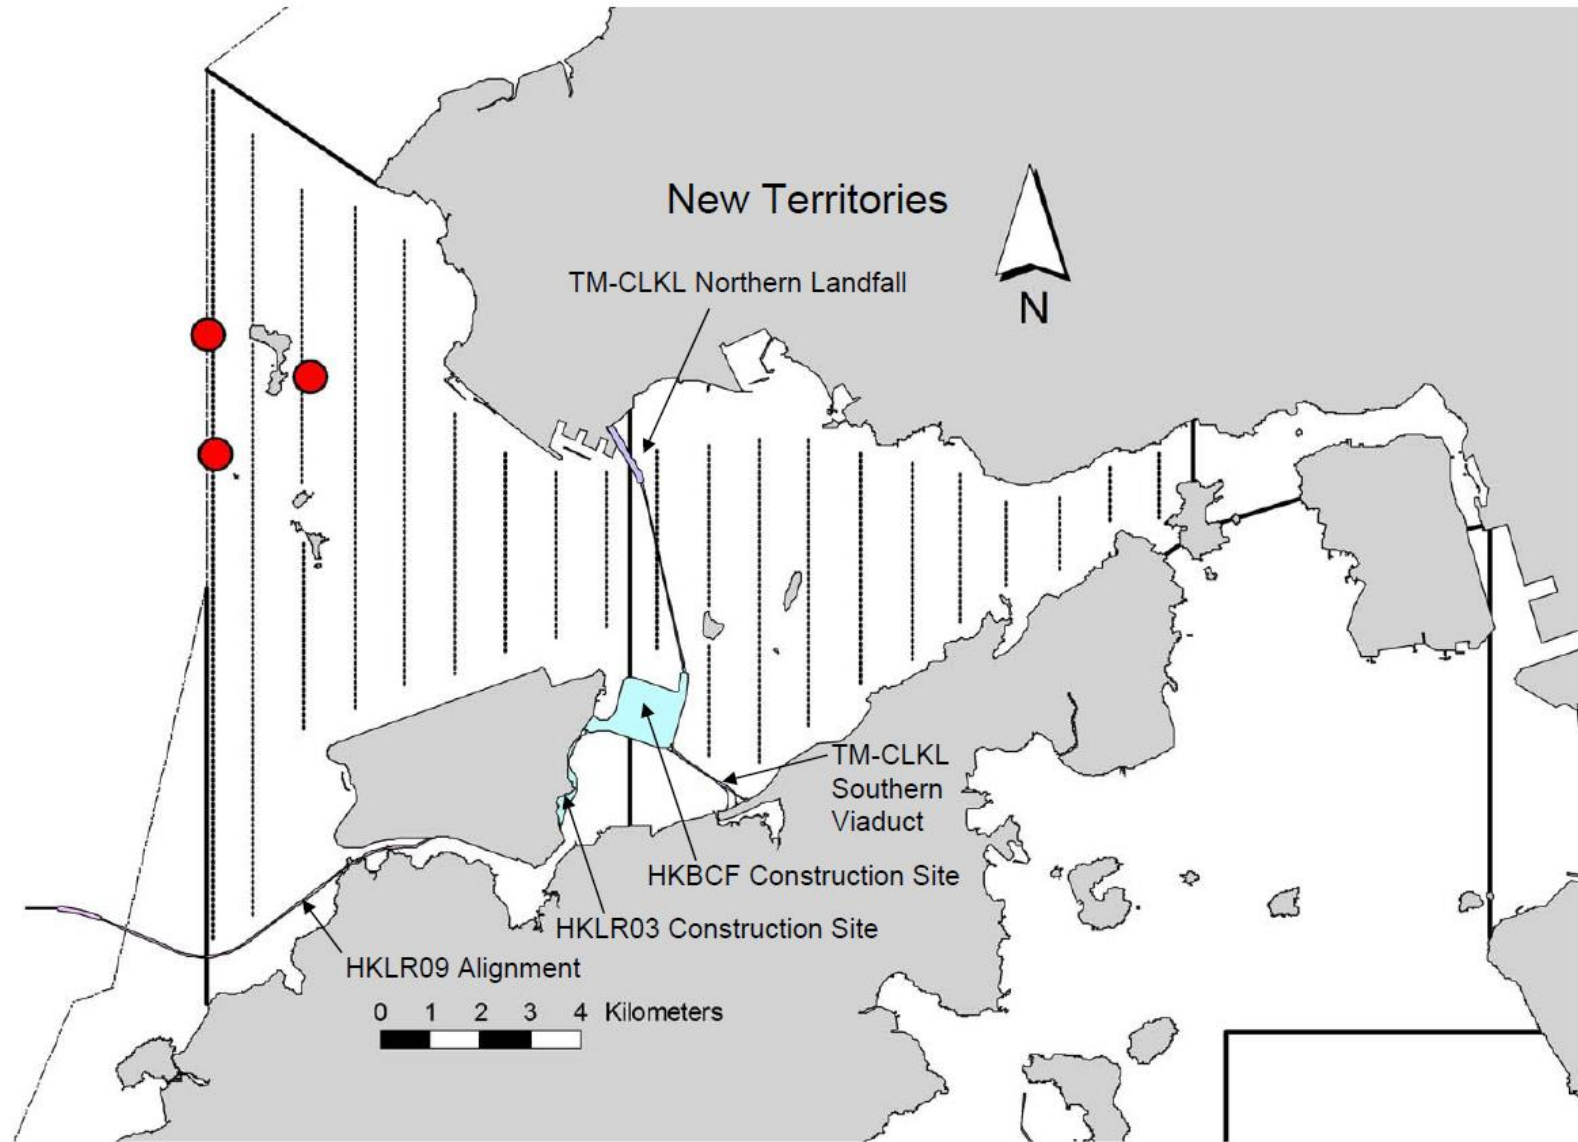 New Territories
TM-CLKL Northern Landfall
N
TM-CLKL
Southern
Viaduct
HKBCF Construction Site
HKLR03 Construction Site
HKLR09 Alignment
0 1 2 3 4 Kilometers